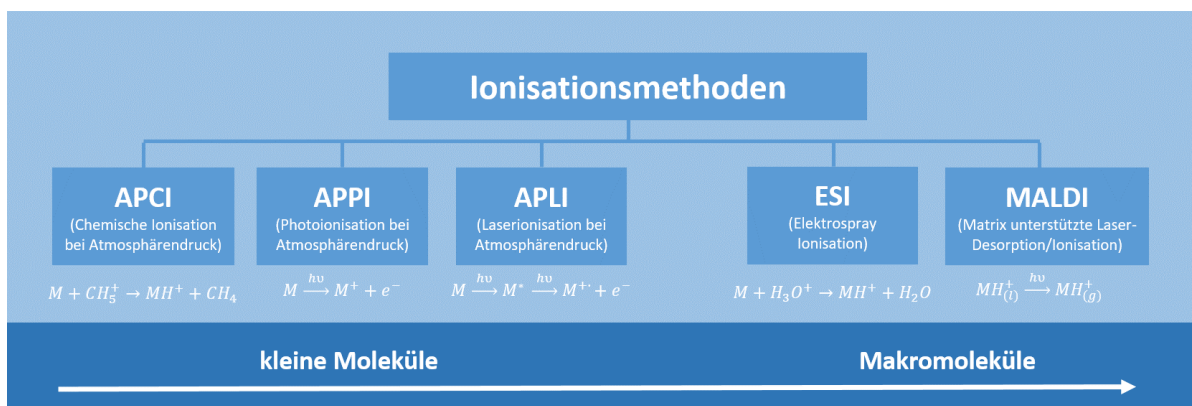 Ionisationsmethoden
APCI
(Chemische Ionisation
bei Atmosphärendruck)
APPI
(Photoionisation bei
Atmosphärendruck)
APLI
(Laserionisation bei
Atmosphärendruck)
ESI
(Elektrospray
Ionisation)
MALDI
(Matrix unterstützte Laser-
Desorption/Ionisation)
M + CH₅⁺ → MH⁺ + CH₄
M —hυ→ M⁺ + e⁻
M —hυ→ M* —hυ→ M⁺· + e⁻
M + H₃O⁺ → MH⁺ + H₂O
MH⁺₍l₎ —hυ→ MH⁺₍g₎
kleine Moleküle
Makromoleküle